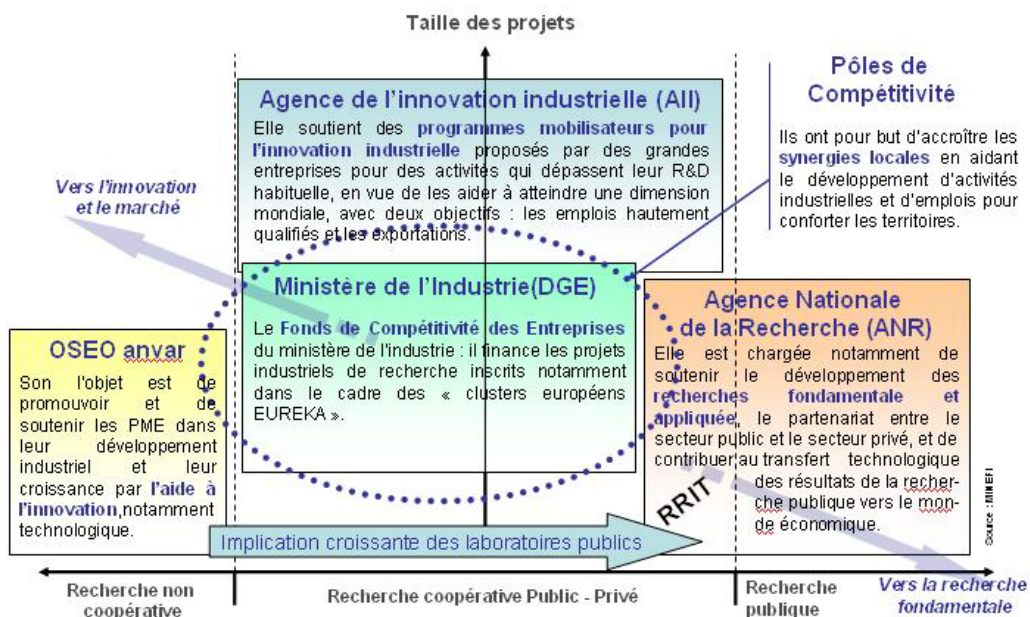 Taille des projets
Agence de l'innovation industrielle (AII)
Elle soutient des programmes mobilisateurs pour
l'innovation industrielle proposés par des grandes
entreprises pour des activités qui dépassent leur R&D
habituelle, en vue de les aider à atteindre une dimension
mondiale, avec deux objectifs : les emplois hautement
qualifiés et les exportations.
Pôles de
Compétitivité
Ils ont pour but d'accroître les
synergies locales en aidant
le développement d'activités
industrielles et d'emplois pour
conforter les territoires.
Vers l'innovation
et le marché
Ministère de l'Industrie(DGE)
Le Fonds de Compétitivité des Entreprises
du ministère de l'industrie : il finance les projets
industriels de recherche inscrits notamment
dans le cadre des « clusters européens
EUREKA ».
OSEO anvar
Son l'objet est de
promouvoir et de
soutenir les PME dans
leur développement
industriel et leur
croissance par l'aide à
l'innovation,notamment
technologique.
Agence Nationale
de la Recherche (ANR)
Elle est chargée notamment de
soutenir le développement des
recherches fondamentale et
appliquée, le partenariat entre le
secteur public et le secteur privé, et de
contribuer au transfert technologique
des résultats de la recher-
che publique vers le mon-
de économique.
RRIT
Source : MINEFI
Implication croissante des laboratoires publics
Recherche non
coopérative
Recherche coopérative Public - Privé
Recherche
publique
Vers la recherche
fondamentale